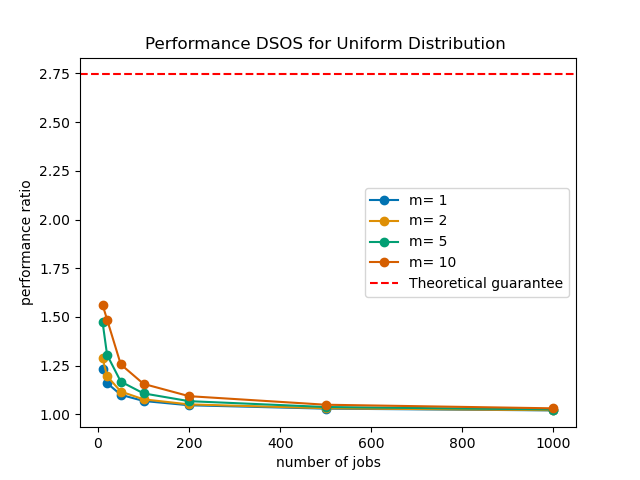 Performance DSOS for Uniform Distribution
performance ratio
2.75
2.50
2.25
2.00
1.75
1.50
1.25
1.00
m= 1
m= 2
m= 5
m= 10
Theoretical guarantee
0
200
400
600
800
1000
number of jobs